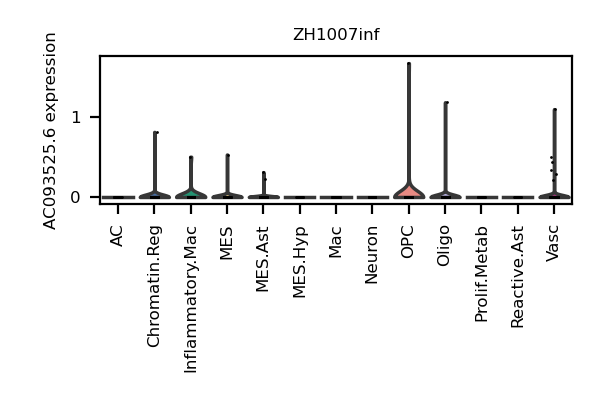 ZH1007inf
AC093525.6 expression
1
0
AC
Chromatin.Reg
Inflammatory.Mac
MES
MES.Ast
MES.Hyp
Mac
Neuron
OPC
Oligo
Prolif.Metab
Reactive.Ast
Vasc